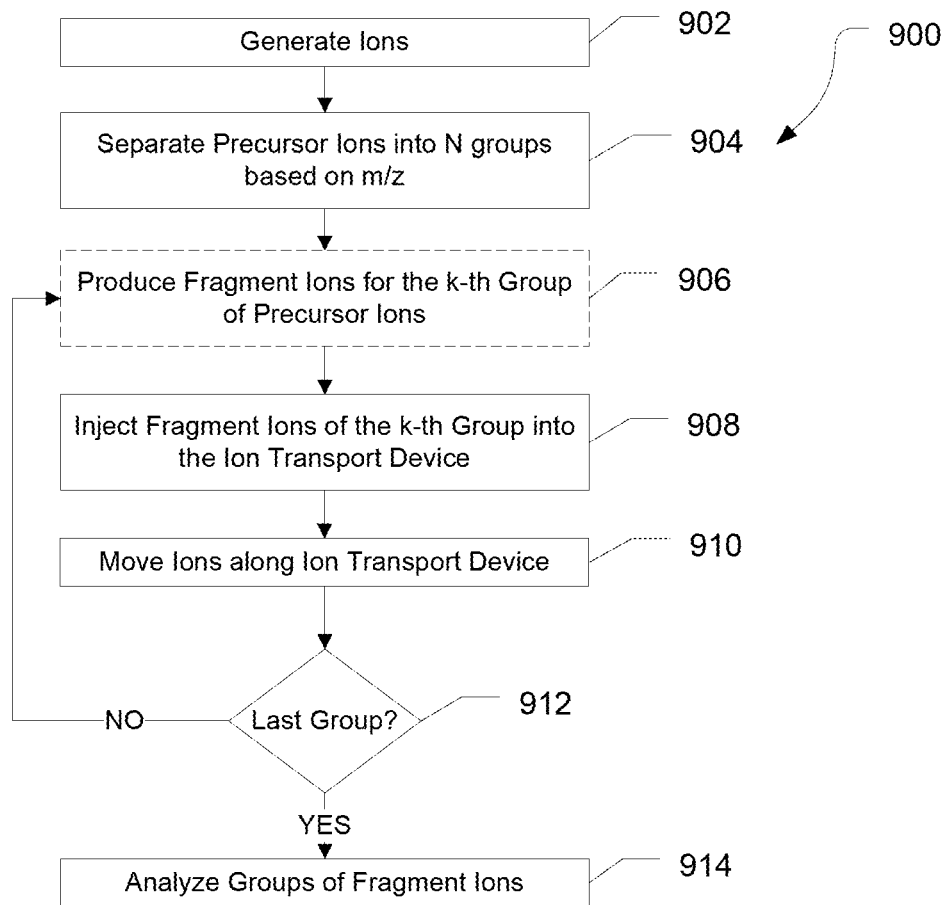 Generate Ions
902
900
Separate Precursor Ions into N groups
based on m/z
904
Produce Fragment Ions for the k-th Group
of Precursor Ions
906
Inject Fragment Ions of the k-th Group into
the Ion Transport Device
908
Move Ions along Ion Transport Device
910
Last Group?
912
NO
YES
Analyze Groups of Fragment Ions
914